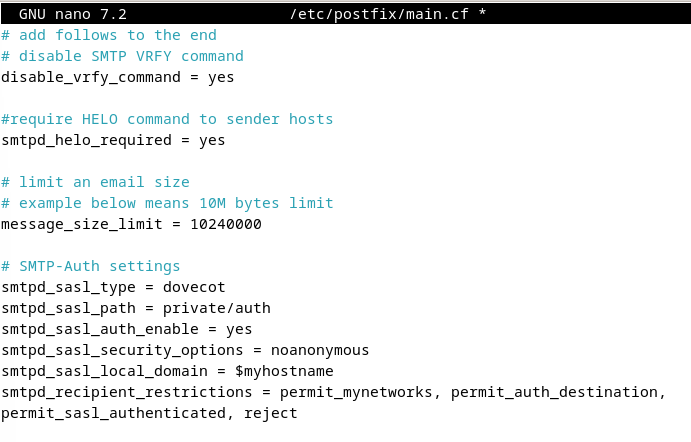 GNU nano 7.2 /etc/postfix/main.cf *
# add follows to the end
# disable SMTP VRFY command
disable_vrfy_command = yes
#require HELO command to sender hosts
smtpd_helo_required = yes
# limit an email size
# example below means 10M bytes limit
message_size_limit = 10240000
# SMTP-Auth settings
smtpd_sasl_type = dovecot
smtpd_sasl_path = private/auth
smtpd_sasl_auth_enable = yes
smtpd_sasl_security_options = noanonymous
smtpd_sasl_local_domain = $myhostname
smtpd_recipient_restrictions = permit_mynetworks, permit_auth_destination,
permit_sasl_authenticated, reject